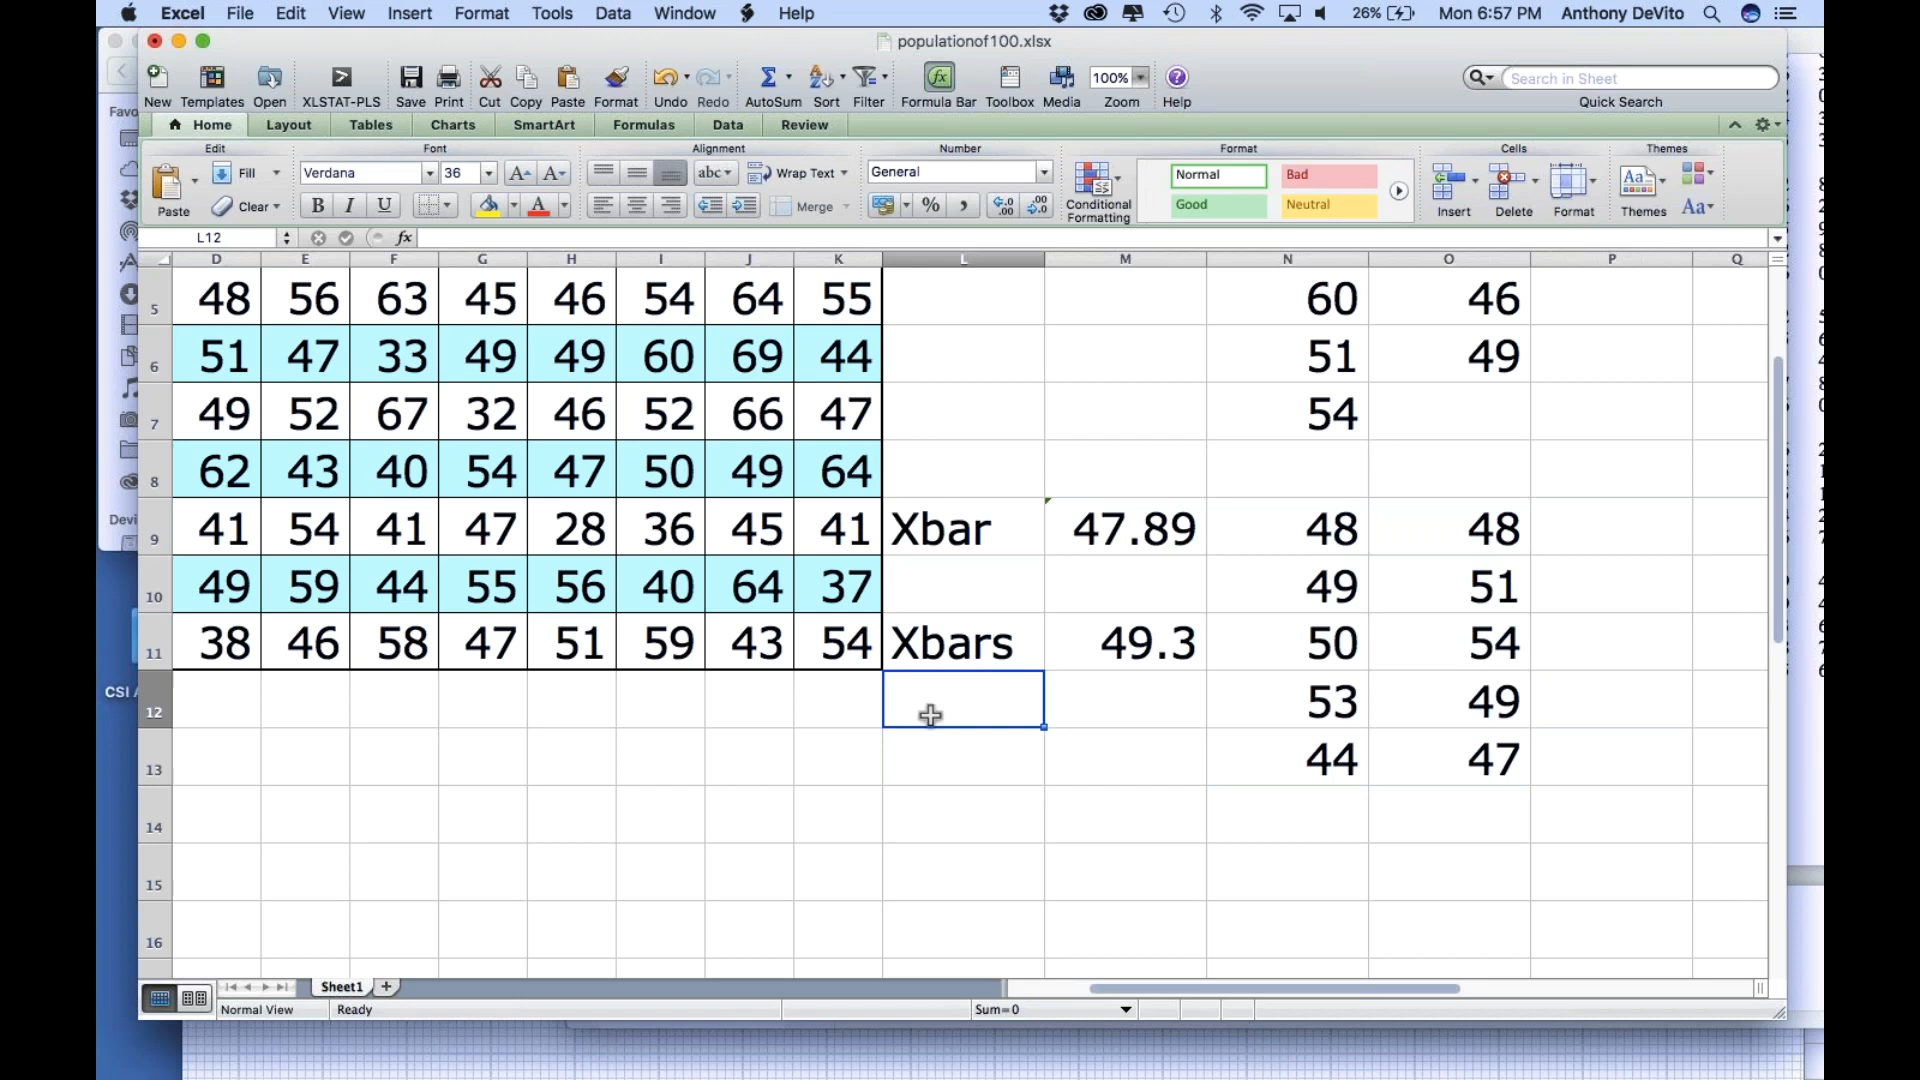 Excel File Edit View Insert Format Tools Data Window Help 26% Mon 6:57 PM Anthony DeVito
populationof100.xlsx
New Templates Open XLSTAT-PLS Save Print Cut Copy Paste Format Undo Redo AutoSum Sort Filter Formula Bar Toolbox Media 100% Zoom Help
Search in Sheet
Quick Search
Favo
Home Layout Tables Charts SmartArt Formulas Data Review
Edit Font Alignment Number Format Cells Themes
Paste Fill Clear
Verdana 36
B I U A
abc Wrap Text Merge
General
%
Conditional Formatting
Normal Bad
Good Neutral
Insert Delete Format
Themes Aa
L12 fx
D E F G H I J K L M N O P Q
5 48 56 63 45 46 54 64 55 60 46
6 51 47 33 49 49 60 69 44 51 49
7 49 52 67 32 46 52 66 47 54
8 62 43 40 54 47 50 49 64
9 41 54 41 47 28 36 45 41 Xbar 47.89 48 48
10 49 59 44 55 56 40 64 37 49 51
11 38 46 58 47 51 59 43 54 Xbars 49.3 50 54
12 53 49
13 44 47
14
15
16
Devi
CSI A
Sheet1
Normal View Ready Sum=0